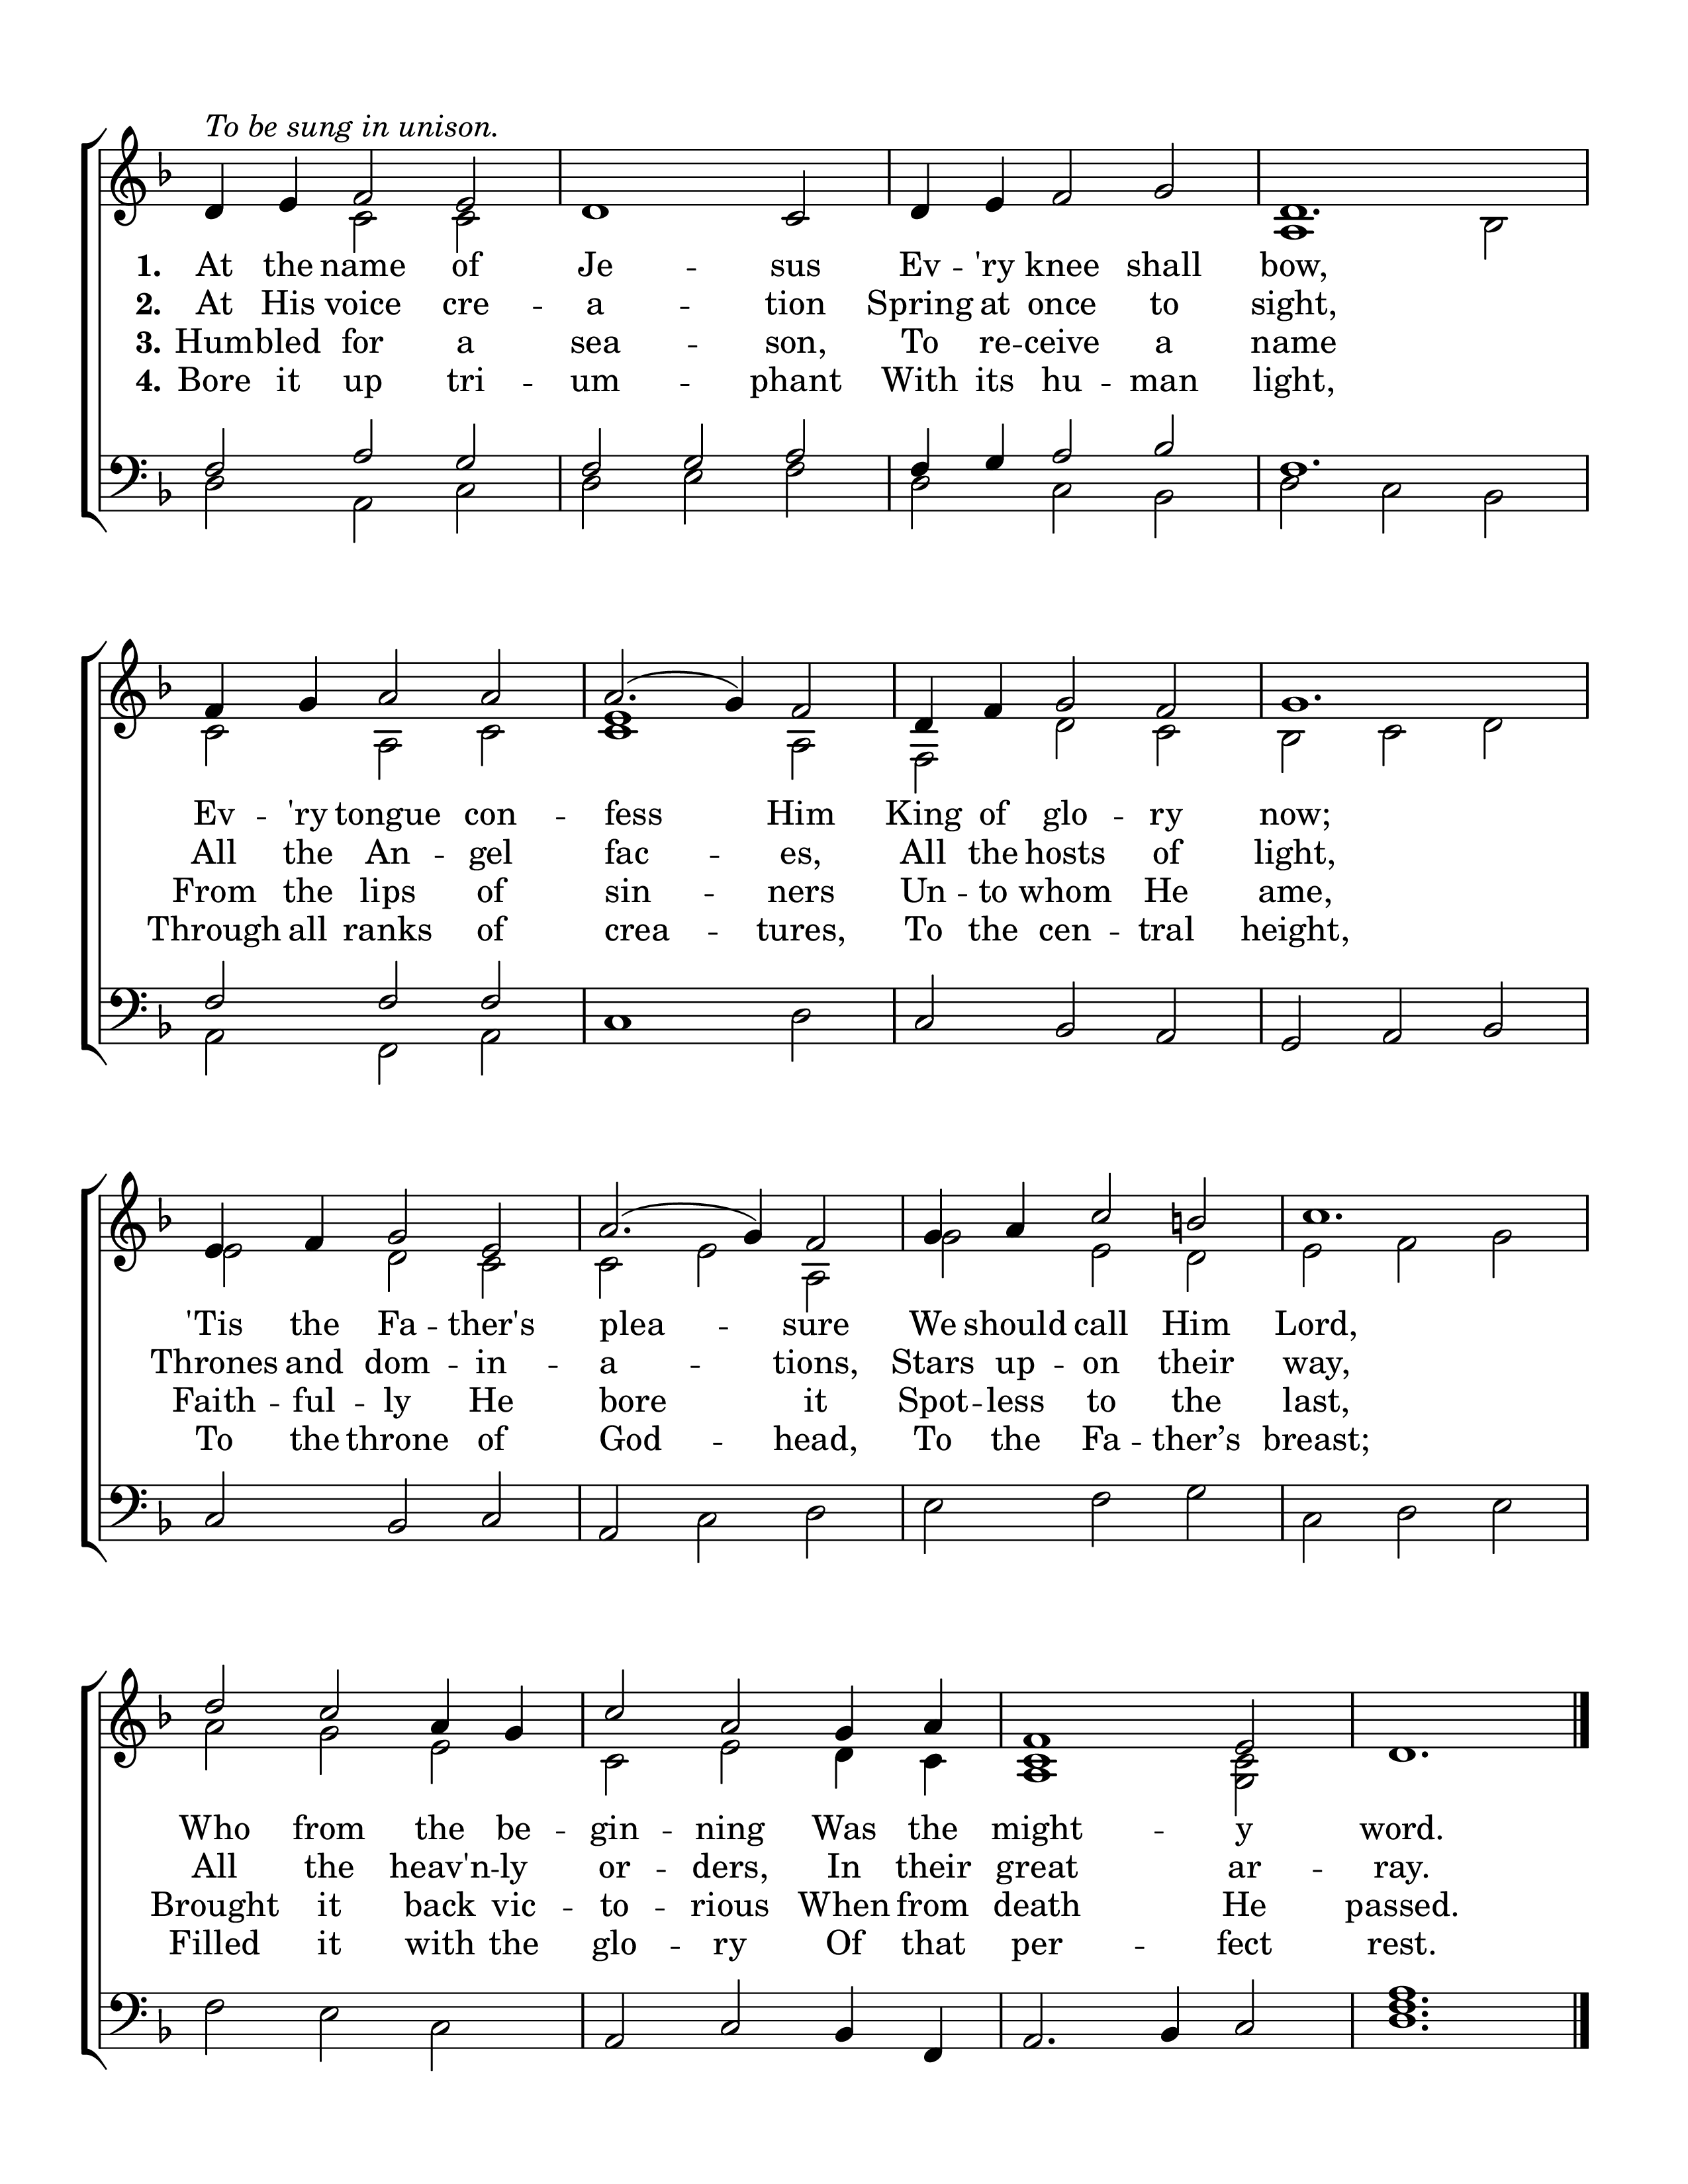 To be sung in unison.
1. At the name of Je - sus Ev - 'ry knee shall bow,
2. At His voice cre - a - tion Spring at once to sight,
3. Humbled for a sea - son, To re - ceive a name
4. Bore it up tri - um - phant With its hu - man light,
Ev - 'ry tongue con - fess Him King of glo - ry now;
All the An - gel fac - es, All the hosts of light,
From the lips of sin - ners Un - to whom He ame,
Through all ranks of crea - tures, To the cen - tral height,
'Tis the Fa - ther's plea - sure We should call Him Lord,
Thrones and dom - in - a - tions, Stars up - on their way,
Faith - ful - ly He bore it Spot - less to the last,
To the throne of God - head, To the Fa - ther’s breast;
Who from the be - gin - ning Was the might - y word.
All the heav'n - ly or - ders, In their great ar - ray.
Brought it back vic - to - rious When from death He passed.
Filled it with the glo - ry Of that per - fect rest.